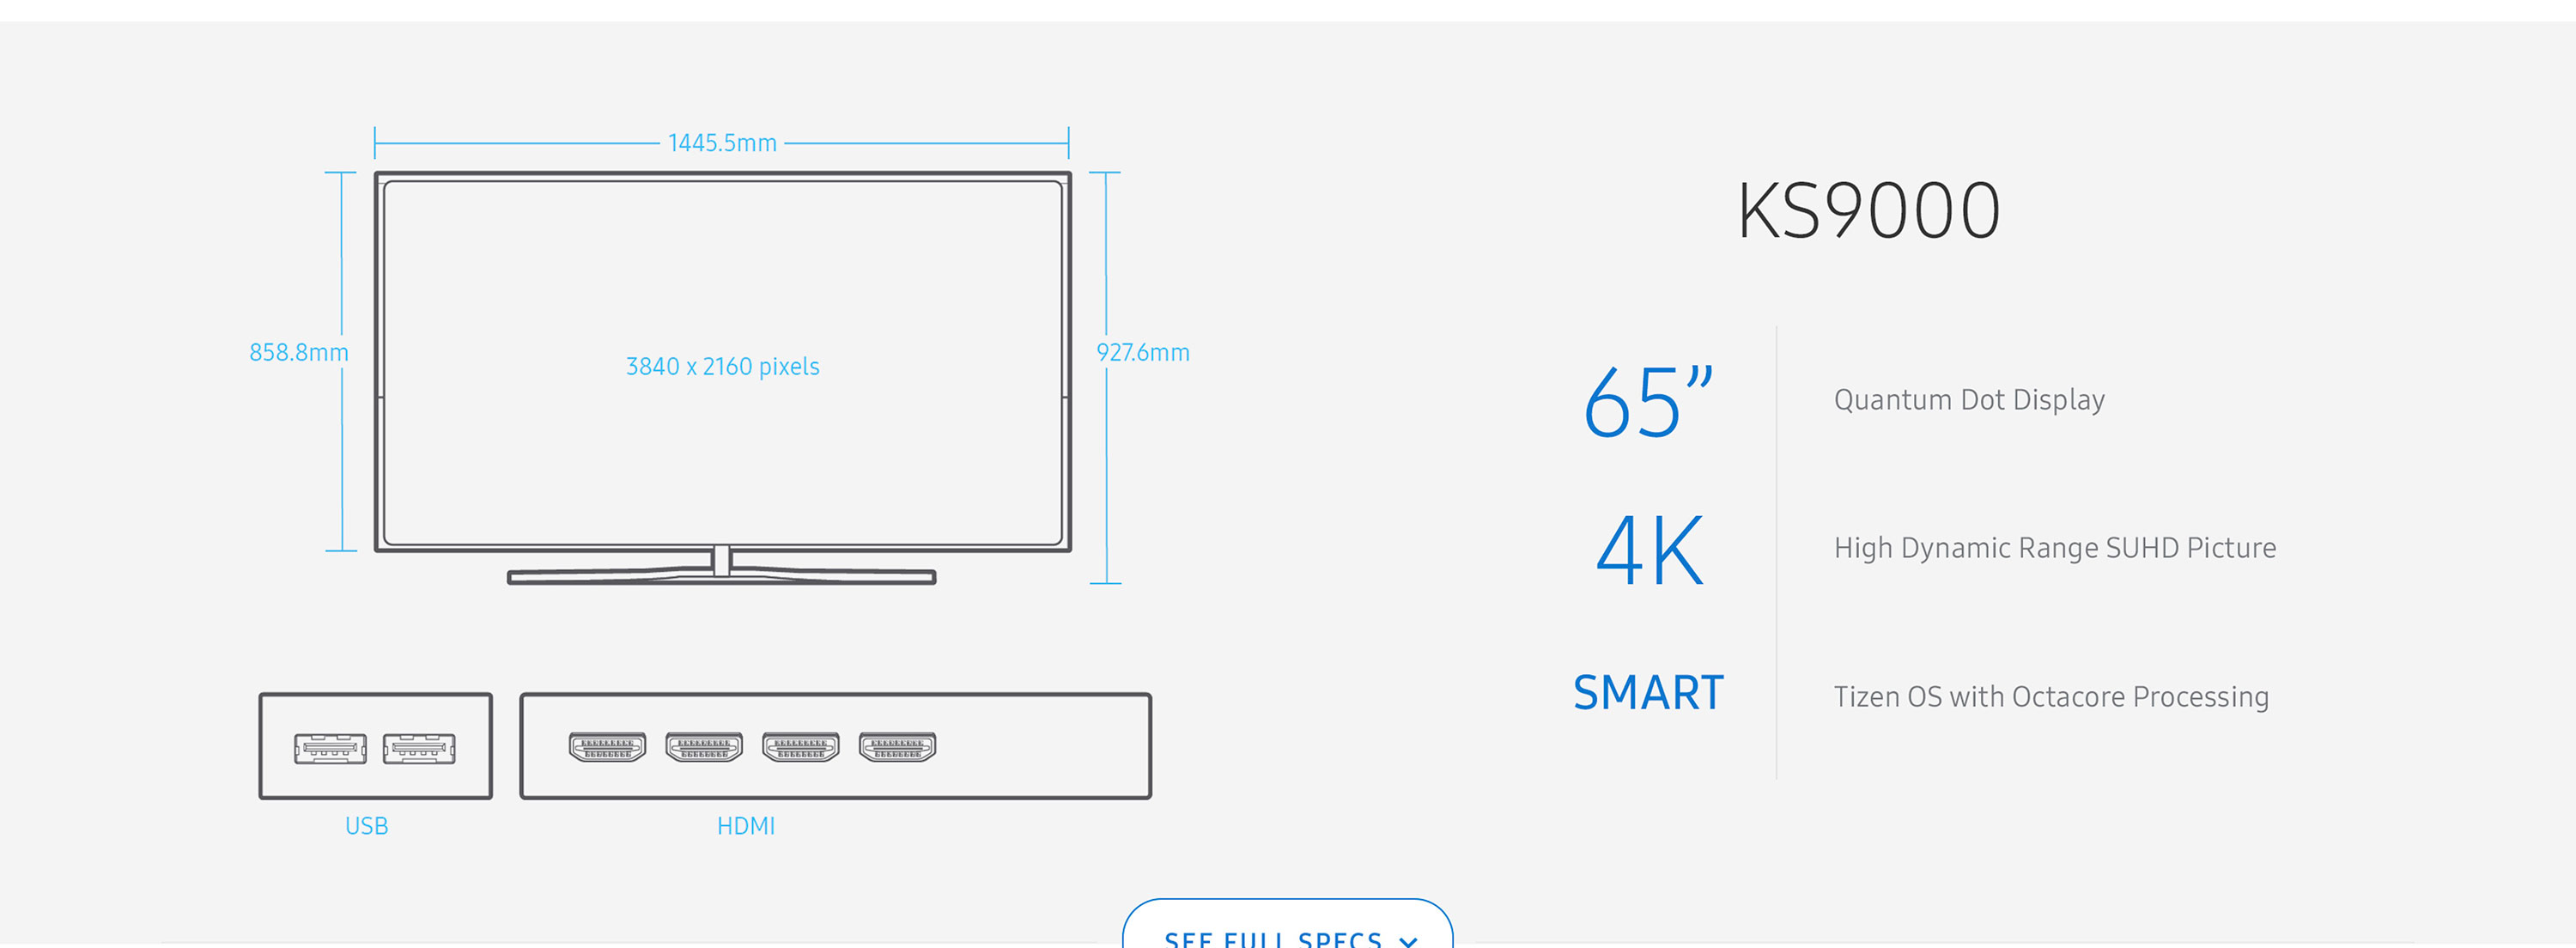 1445.5mm
858.8mm
3840 x 2160 pixels
927.6mm
USB
HDMI
KS9000
65”
Quantum Dot Display
4K
High Dynamic Range SUHD Picture
SMART
Tizen OS with Octacore Processing
SEE FULL SPECS